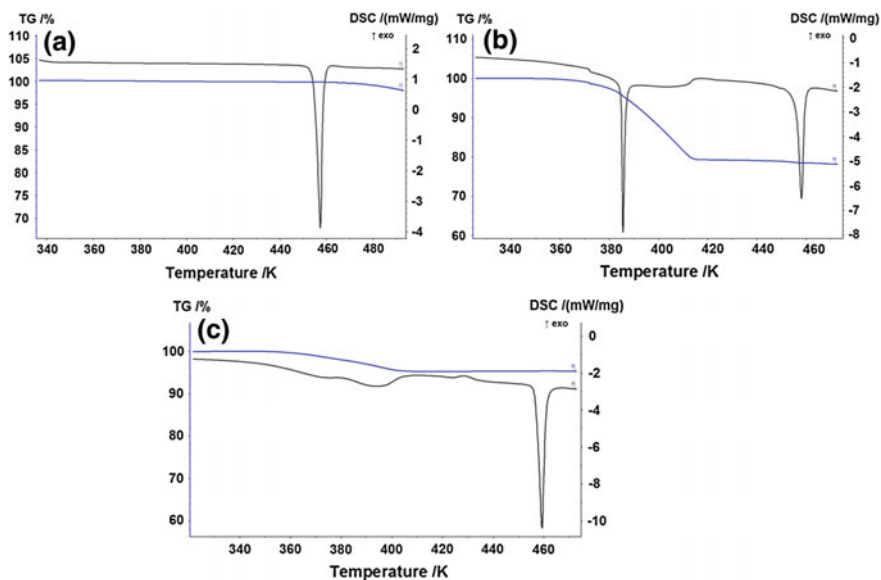 TG /%
DSC /(mW/mg)
(a)
↑ exo
110
105
100
95
90
85
80
75
70
2
1
0
-1
-2
-3
-4
340 360 380 400 420 440 460 480
Temperature /K
TG /%
DSC /(mW/mg)
(b)
↑ exo
110
100
90
80
70
60
0
-1
-2
-3
-4
-5
-6
-7
-8
340 360 380 400 420 440 460
Temperature /K
TG /%
DSC /(mW/mg)
(c)
↑ exo
100
90
80
70
60
0
-2
-4
-6
-8
-10
340 360 380 400 420 440 460
Temperature /K